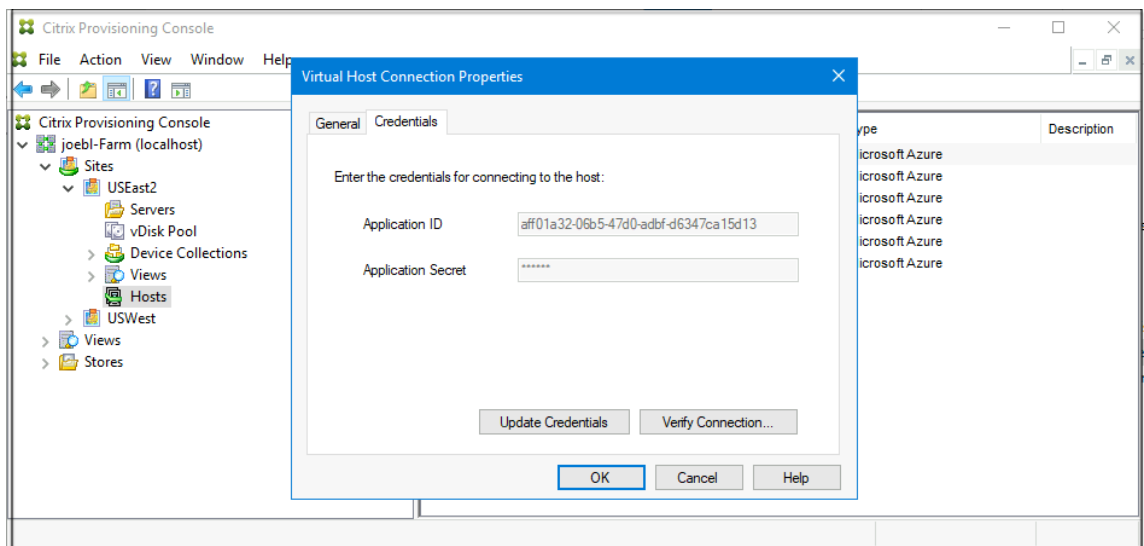 Citrix Provisioning Console
File Action View Window Help
Virtual Host Connection Properties
Citrix Provisioning Console
joebl-Farm (localhost)
Sites
USEast2
Servers
vDisk Pool
Device Collections
Views
Hosts
USWest
Views
Stores
General Credentials
Enter the credentials for connecting to the host:
Application ID aff01a32-06b5-47d0-adbf-d6347ca15d13
Application Secret ******
Update Credentials Verify Connection...
OK Cancel Help
ype Description
icrosoft Azure
icrosoft Azure
icrosoft Azure
icrosoft Azure
icrosoft Azure
icrosoft Azure